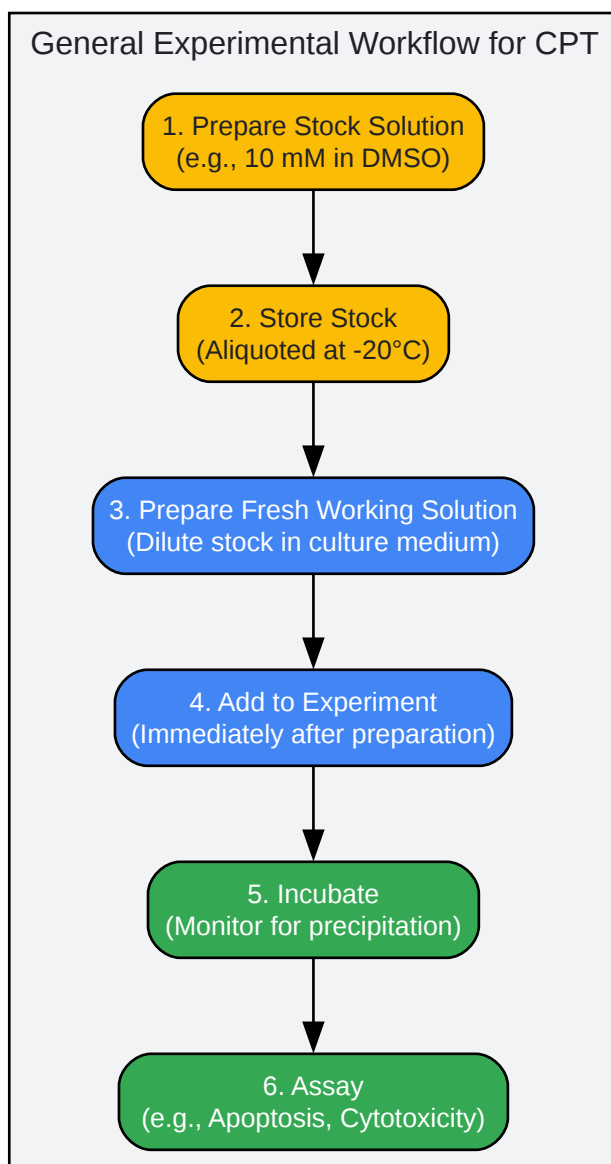 General Experimental Workflow for CPT
1. Prepare Stock Solution
(e.g., 10 mM in DMSO)
2. Store Stock
(Aliquoted at -20°C)
3. Prepare Fresh Working Solution
(Dilute stock in culture medium)
4. Add to Experiment
(Immediately after preparation)
5. Incubate
(Monitor for precipitation)
6. Assay
(e.g., Apoptosis, Cytotoxicity)